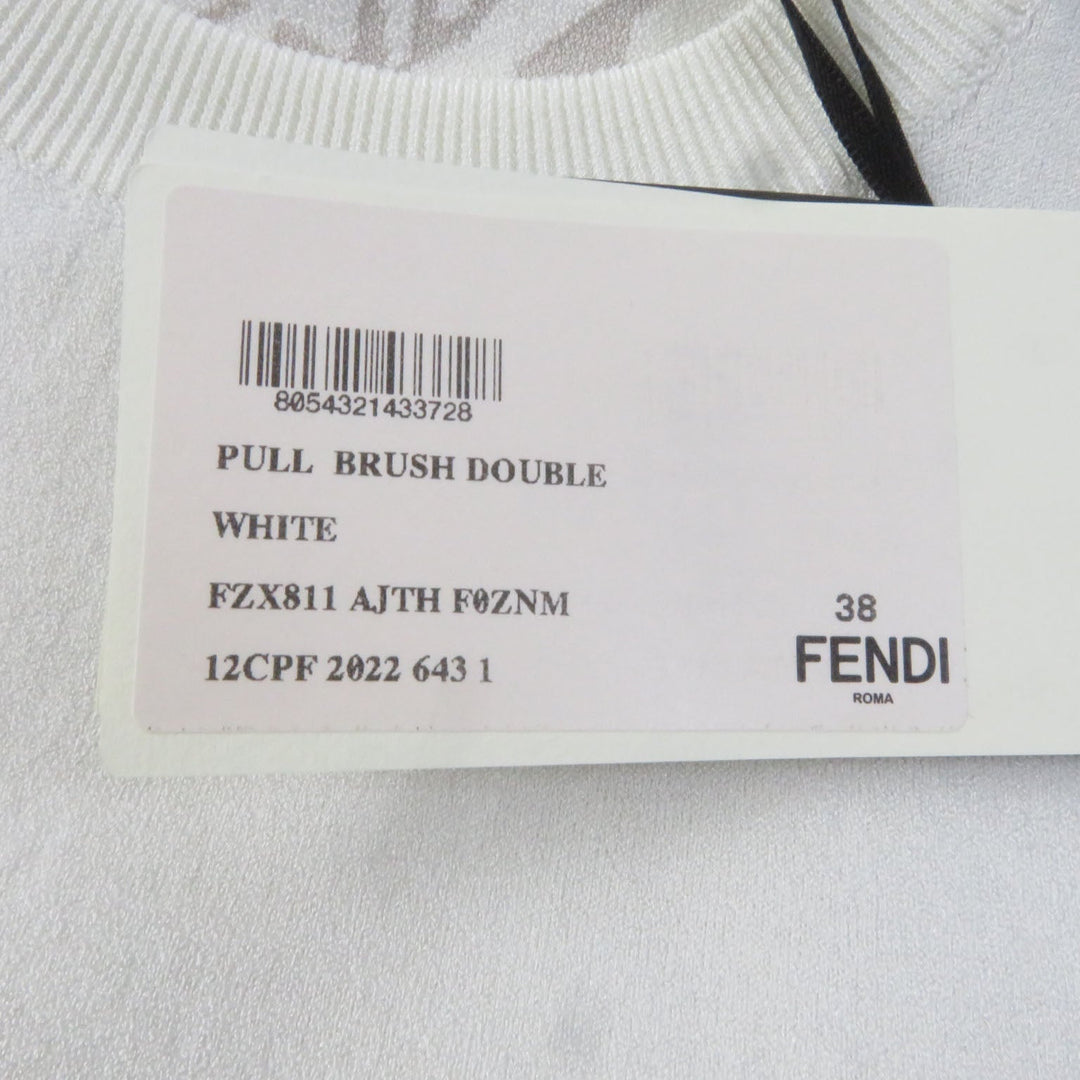 8054321433728
PULL BRUSH DOUBLE
WHITE
FZX811 AJTH F0ZNM
12CPF 2022 643 1
38
FENDI
ROMA